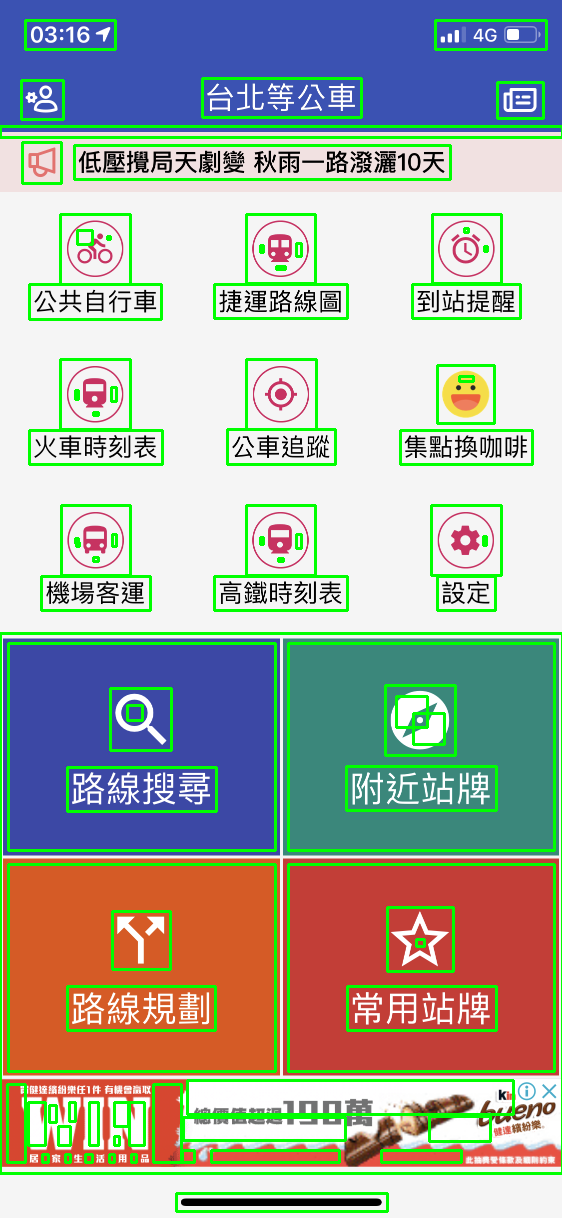 03:16
4G
台北等公車
低壓攪局天劇變 秋雨一路潑灑10天
公共自行車 捷運路線圖 到站提醒
火車時刻表 公車追蹤 集點換咖啡
機場客運 高鐵時刻表 設定
路線搜尋 附近站牌
路線規劃 常用站牌
健達繽紛樂任1件 有機會富取
WIN
居家生活用品
總價值超過190萬
bueno
健達繽紛樂